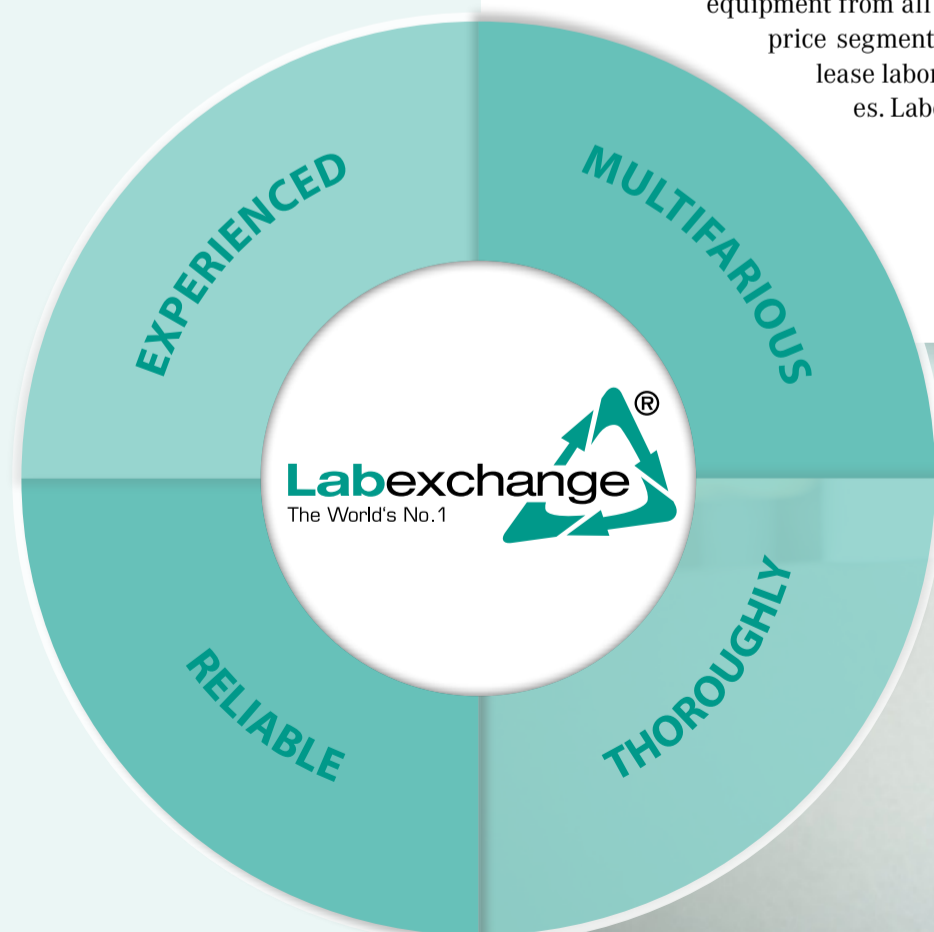 equipment from all
price segment
lease labor
es. Lab
EXPERIENCED
MULTIFARIOUS
Labexchange®
The World‘s No.1
RELIABLE
THOROUGHLY